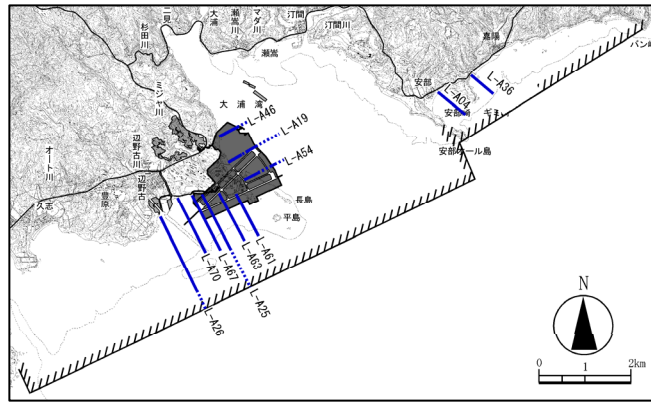 杉田川
二見
大浦
瀬嵩川
マダ川
汀間
汀間川
瀬嵩
嘉陽
バン崎
安部
L-A36
L-A04
安部崎
ギミ
安部オール島
ミジャ川
大浦湾
L-A46
L-A19
L-A54
辺野古川
辺野古
オート川
豊原
久志
長島
平島
L-A61
L-A63
L-A67
L-A70
L-A25
L-A26
N
0 1 2km